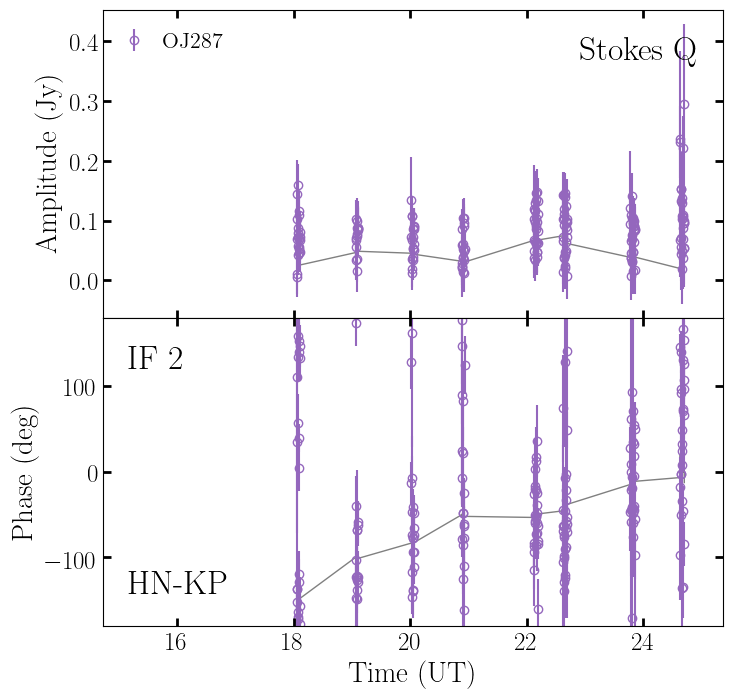 OJ287
Stokes Q
0.4
0.3
0.2
0.1
0.0
Amplitude (Jy)
IF 2
100
0
−100
Phase (deg)
HN-KP
16 18 20 22 24
Time (UT)